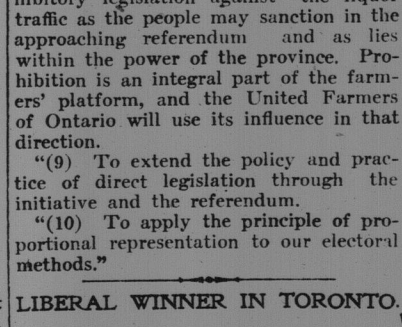 traffic as the people may sanction in the
approaching referendum and as lies
within the power of the province. Pro-
hibition is an integral part of the farm-
ers' platform, and the United Farmers
of Ontario will use its influence in that
direction.
"(9) To extend the policy and prac-
tice of direct legislation through the
initiative and the referendum.
"(10) To apply the principle of pro-
portional representation to our electoral
methods."
LIBERAL WINNER IN TORONTO.